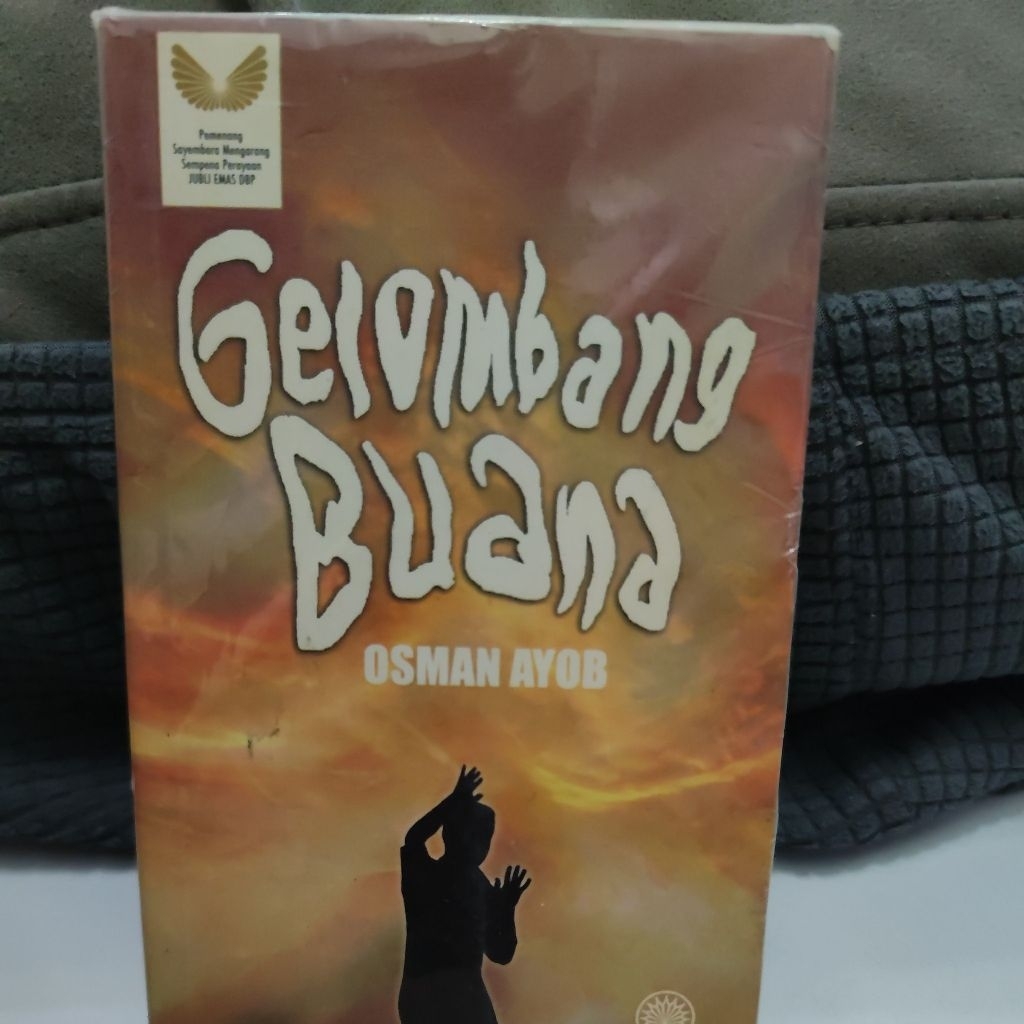 Pemenang
Sayembara Mengarang
Sempena Perayaan
JUBLI EMAS DBP
Gelombang
Buana
OSMAN AYOB